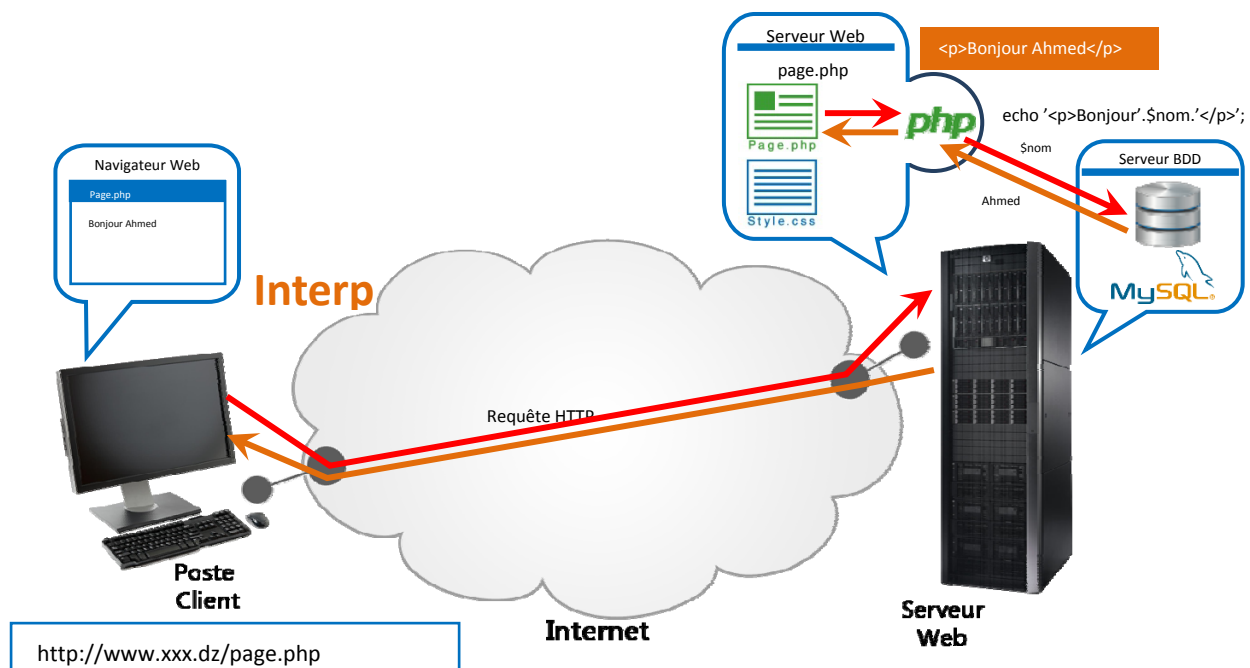 Serveur Web
<p>Bonjour Ahmed</p>
page.php
php
echo '<p>Bonjour'.$nom.'</p>';
Page.php
$nom
Serveur BDD
Navigateur Web
Page.php
Ahmed
Bonjour Ahmed
Style.css
MySQL
Interp
Requête HTTP
Poste
Client
Serveur
Web
Internet
http://www.xxx.dz/page.php